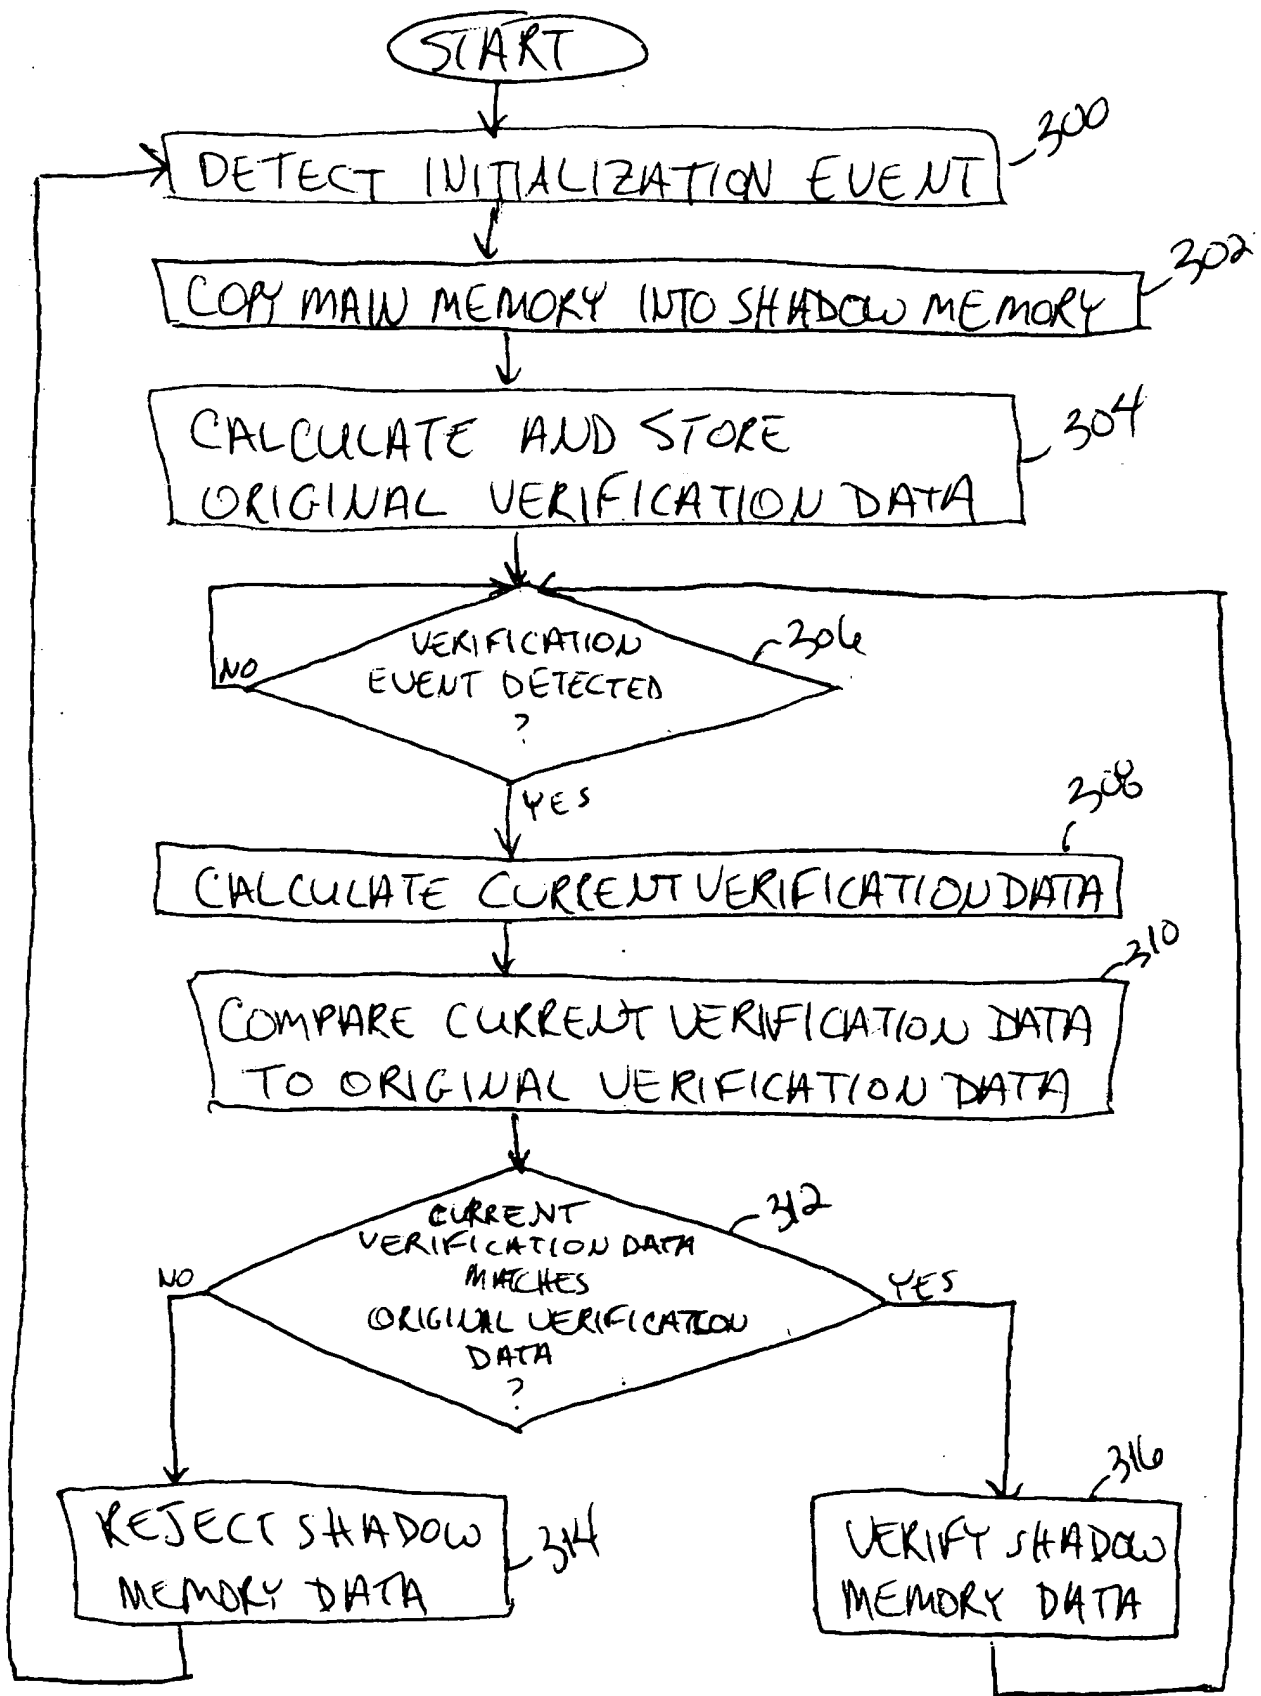 START
300
DETECT INITIALIZATION EVENT
302
COPY MAIN MEMORY INTO SHADOW MEMORY
304
CALCULATE AND STORE
ORIGINAL VERIFICATION DATA
306
VERIFICATION
EVENT DETECTED
?
NO
YES
308
CALCULATE CURRENT VERIFICATION DATA
310
COMPARE CURRENT VERIFICATION DATA
TO ORIGINAL VERIFICATION DATA
312
CURRENT
VERIFICATION DATA
MATCHES
ORIGINAL VERIFICATION
DATA
?
NO
YES
REJECT SHADOW
MEMORY DATA
314
316
VERIFY SHADOW
MEMORY DATA